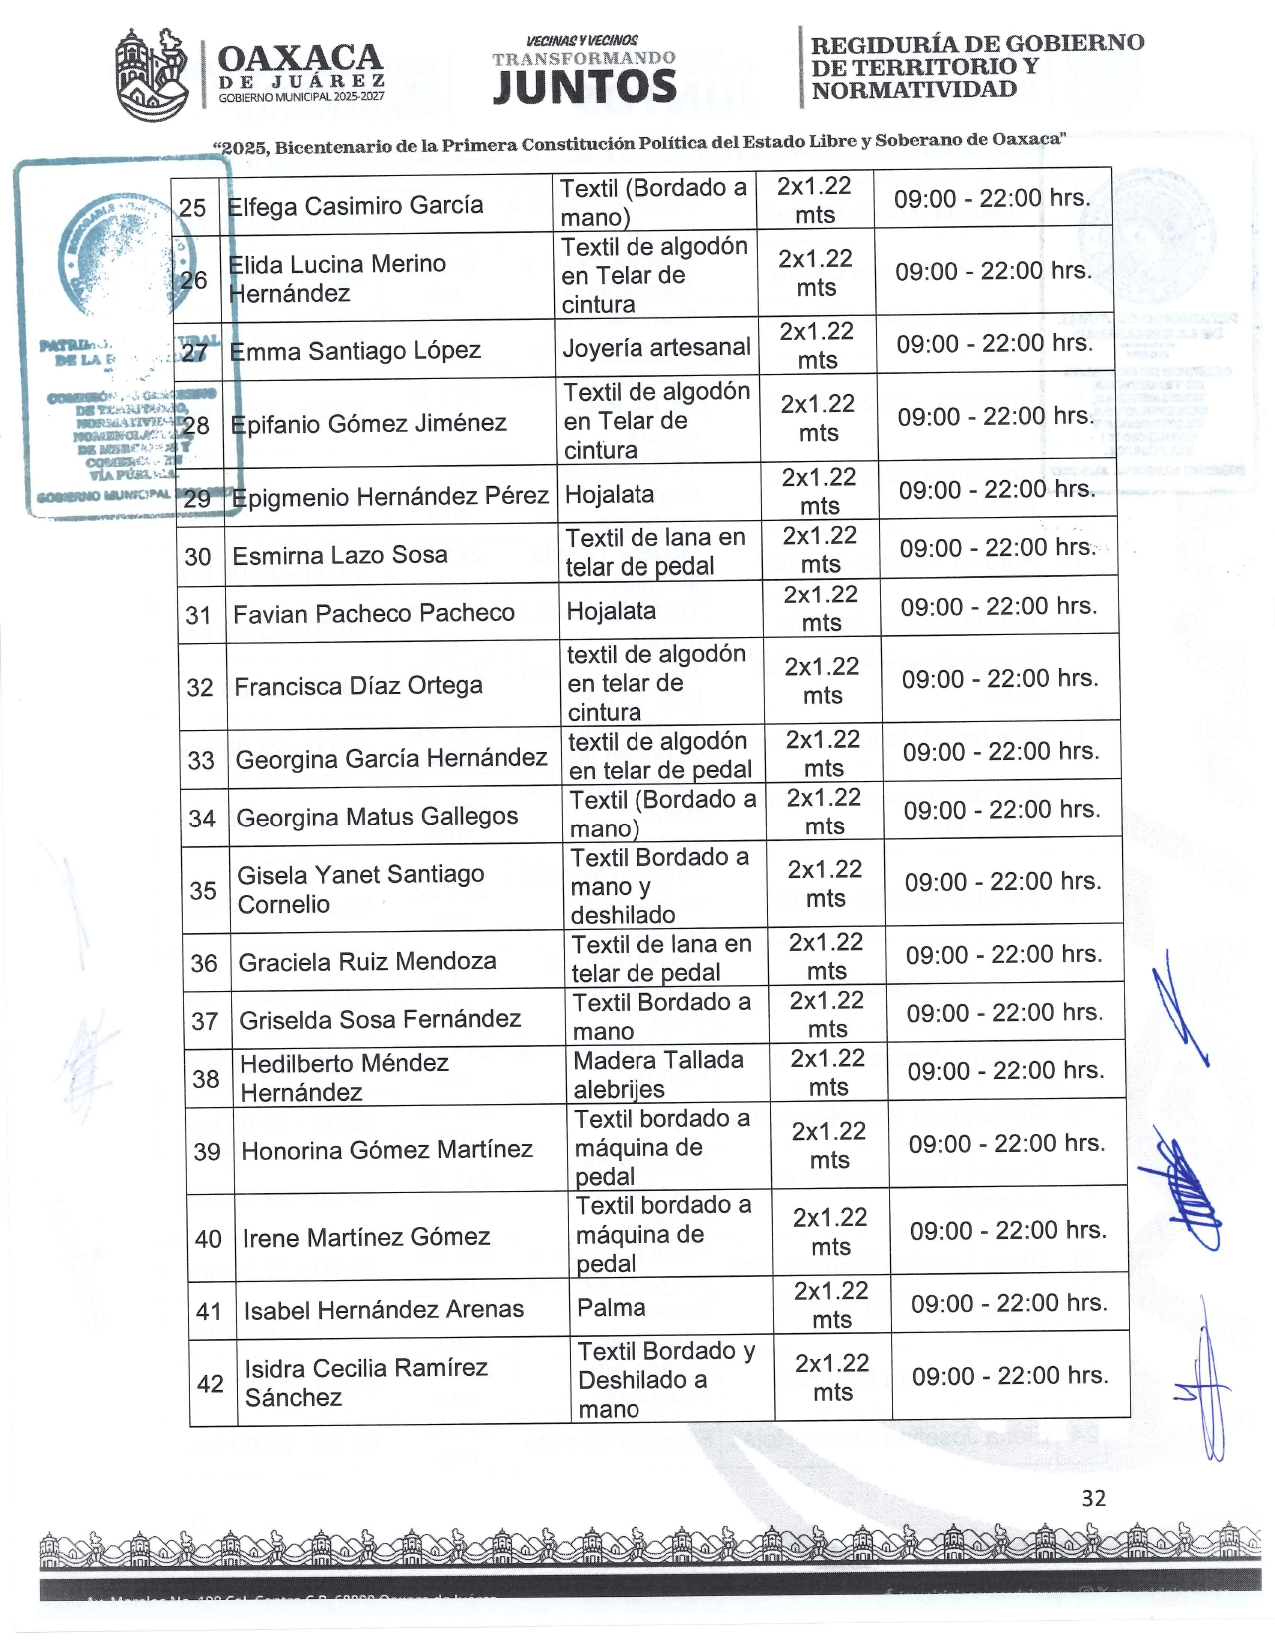 OAXACA
DE JUÁREZ
GOBIERNO MUNICIPAL 2025-2027
VECINAS Y VECINOS
TRANSFORMANDO
JUNTOS
REGIDURÍA DE GOBIERNO
DE TERRITORIO Y
NORMATIVIDAD
"2025, Bicentenario de la Primera Constitución Política del Estado Libre y Soberano de Oaxaca"
25 Elfega Casimiro García Textil (Bordado a mano) 2x1.22 mts 09:00 - 22:00 hrs.
26 Elida Lucina Merino Hernández Textil de algodón en Telar de cintura 2x1.22 mts 09:00 - 22:00 hrs.
27 Emma Santiago López Joyería artesanal 2x1.22 mts 09:00 - 22:00 hrs.
28 Epifanio Gómez Jiménez Textil de algodón en Telar de cintura 2x1.22 mts 09:00 - 22:00 hrs.
29 Epigmenio Hernández Pérez Hojalata 2x1.22 mts 09:00 - 22:00 hrs.
30 Esmirna Lazo Sosa Textil de lana en telar de pedal 2x1.22 mts 09:00 - 22:00 hrs.
31 Favian Pacheco Pacheco Hojalata 2x1.22 mts 09:00 - 22:00 hrs.
32 Francisca Díaz Ortega textil de algodón en telar de cintura 2x1.22 mts 09:00 - 22:00 hrs.
33 Georgina García Hernández textil de algodón en telar de pedal 2x1.22 mts 09:00 - 22:00 hrs.
34 Georgina Matus Gallegos Textil (Bordado a mano) 2x1.22 mts 09:00 - 22:00 hrs.
35 Gisela Yanet Santiago Cornelio Textil Bordado a mano y deshilado 2x1.22 mts 09:00 - 22:00 hrs.
36 Graciela Ruiz Mendoza Textil de lana en telar de pedal 2x1.22 mts 09:00 - 22:00 hrs.
37 Griselda Sosa Fernández Textil Bordado a mano 2x1.22 mts 09:00 - 22:00 hrs.
38 Hedilberto Méndez Hernández Madera Tallada alebrijes 2x1.22 mts 09:00 - 22:00 hrs.
39 Honorina Gómez Martínez Textil bordado a máquina de pedal 2x1.22 mts 09:00 - 22:00 hrs.
40 Irene Martínez Gómez Textil bordado a máquina de pedal 2x1.22 mts 09:00 - 22:00 hrs.
41 Isabel Hernández Arenas Palma 2x1.22 mts 09:00 - 22:00 hrs.
42 Isidra Cecilia Ramírez Sánchez Textil Bordado y Deshilado a mano 2x1.22 mts 09:00 - 22:00 hrs.
DE LA
DE TERRITORIO,
DE MERCADOS Y
VÍA PÚBLICA
GOBIERNO MUNICIPAL
32